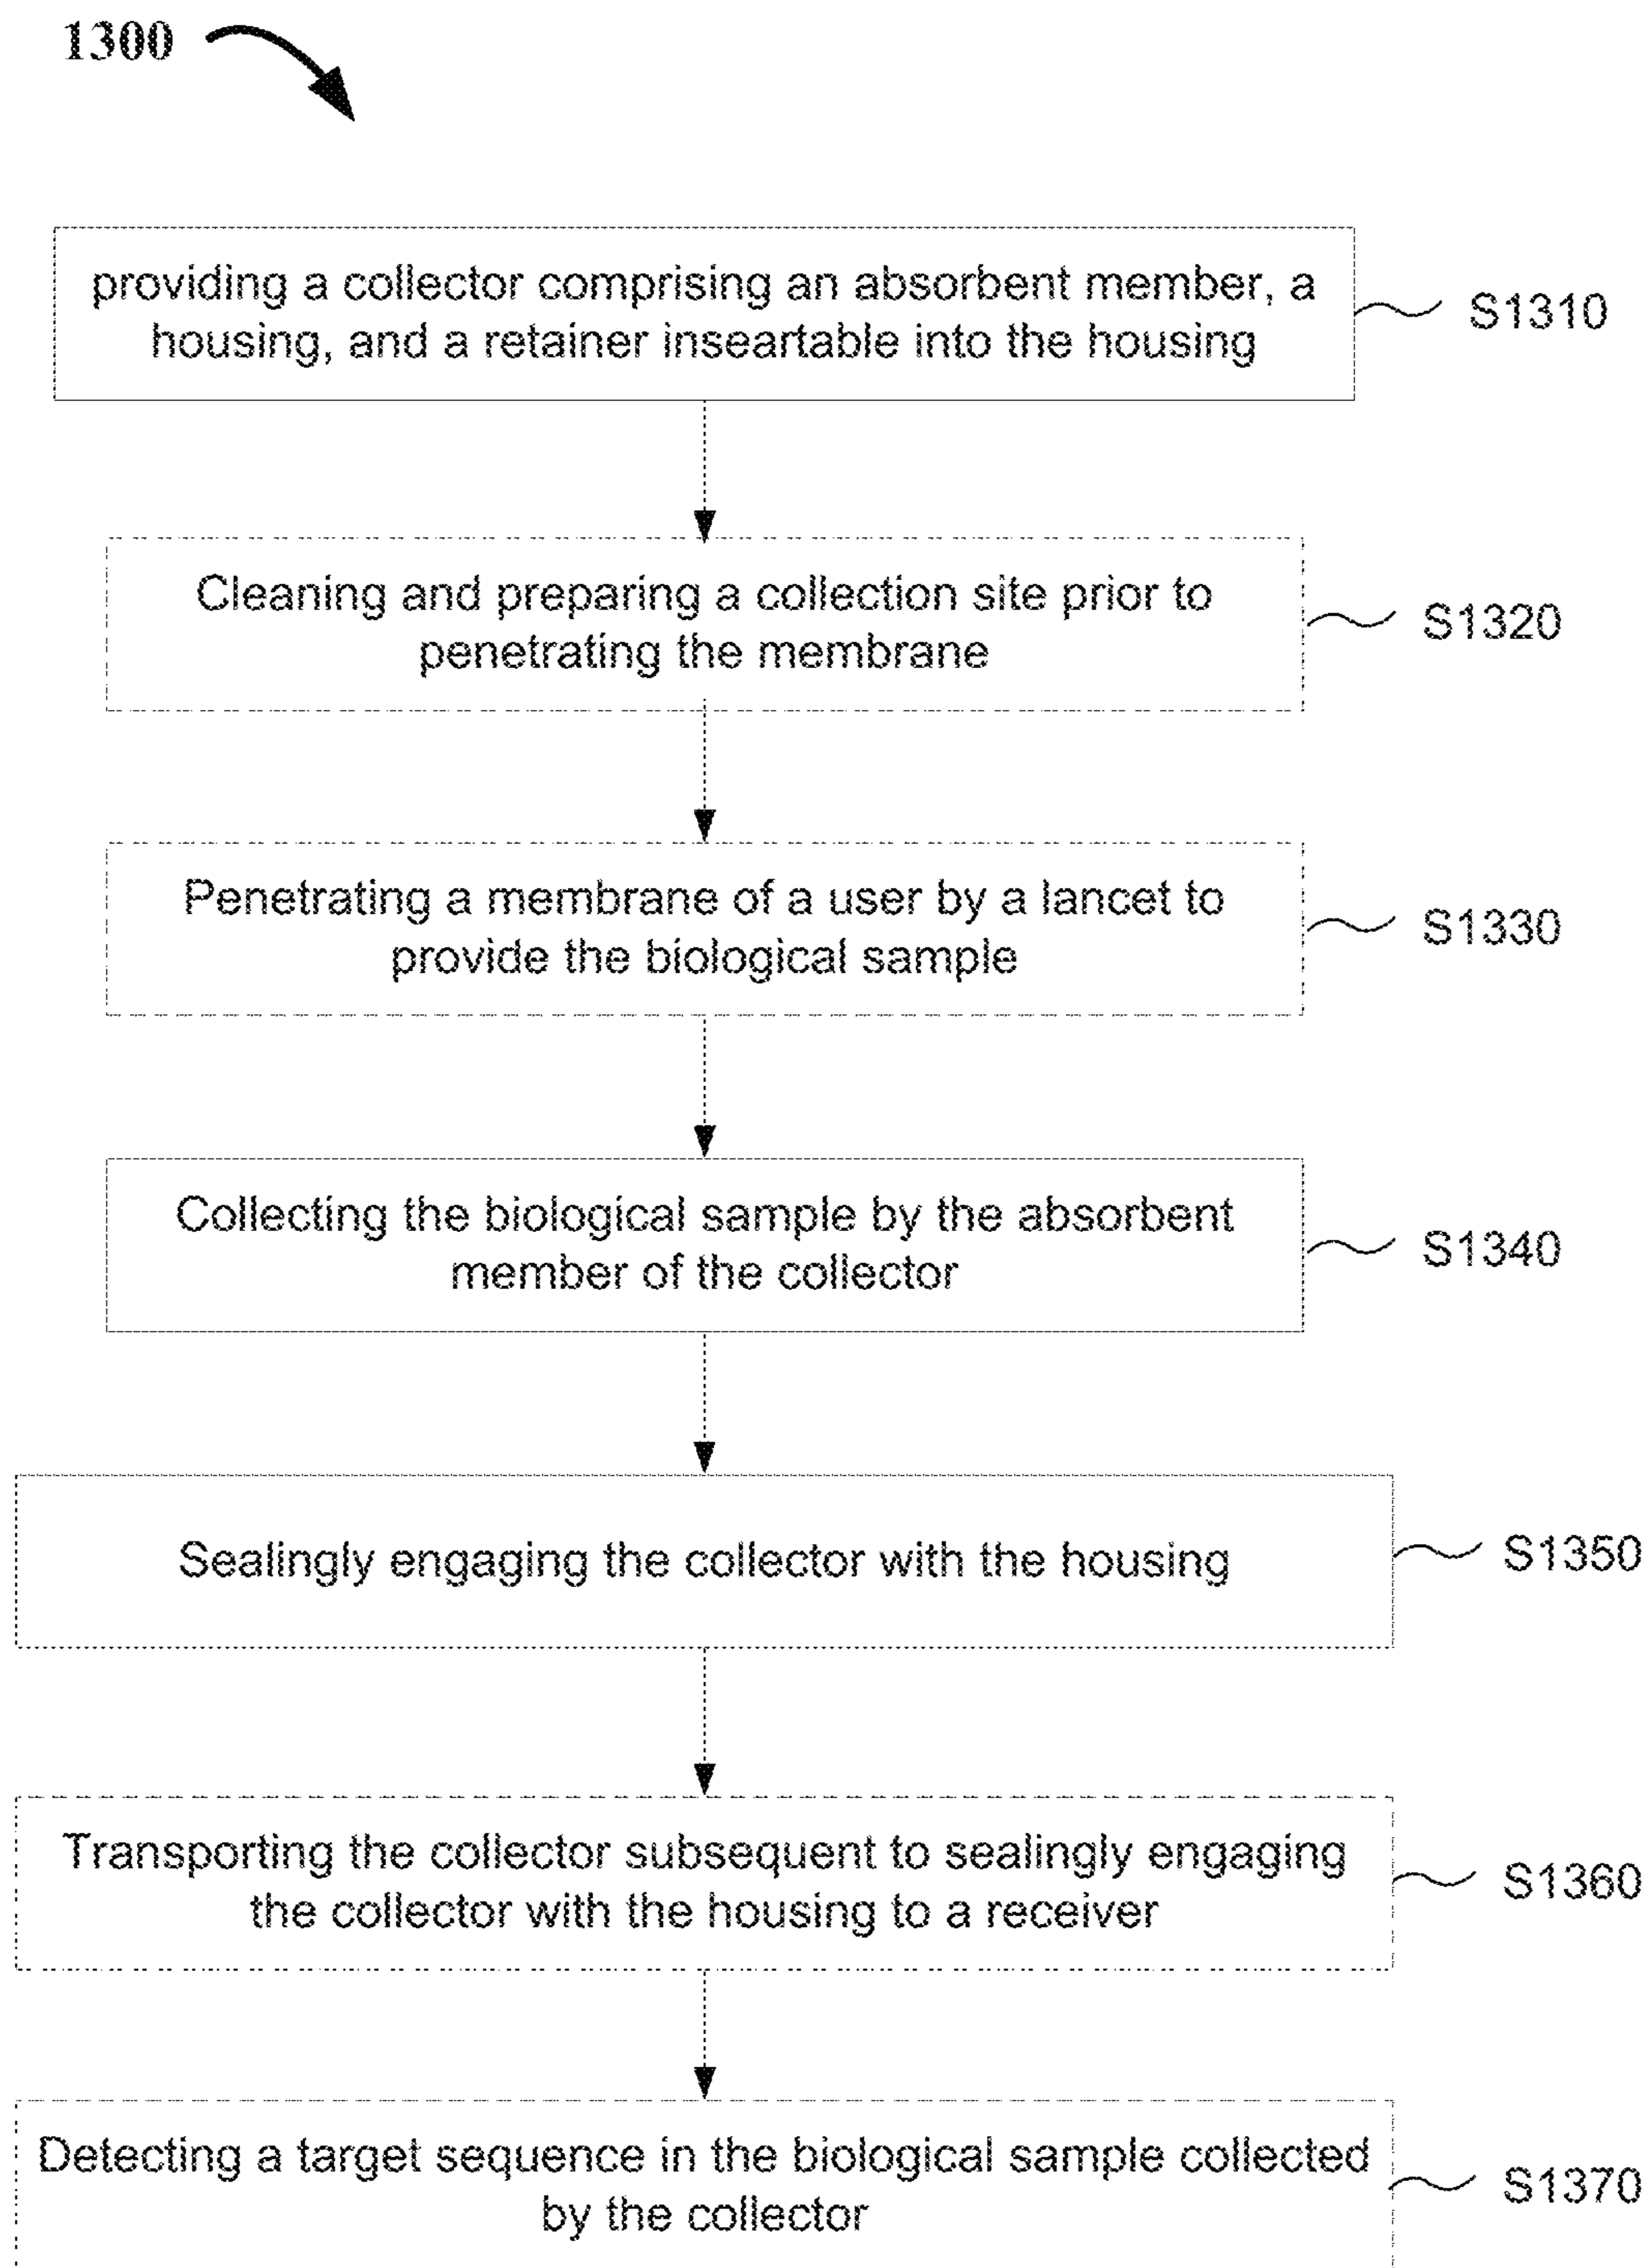 1300
providing a collector comprising an absorbent member, a
housing, and a retainer inseartable into the housing
S1310
Cleaning and preparing a collection site prior to
penetrating the membrane
S1320
Penetrating a membrane of a user by a lancet to
provide the biological sample
S1330
Collecting the biological sample by the absorbent
member of the collector
S1340
Sealingly engaging the collector with the housing
S1350
Transporting the collector subsequent to sealingly engaging
the collector with the housing to a receiver
S1360
Detecting a target sequence in the biological sample collected
by the collector
S1370